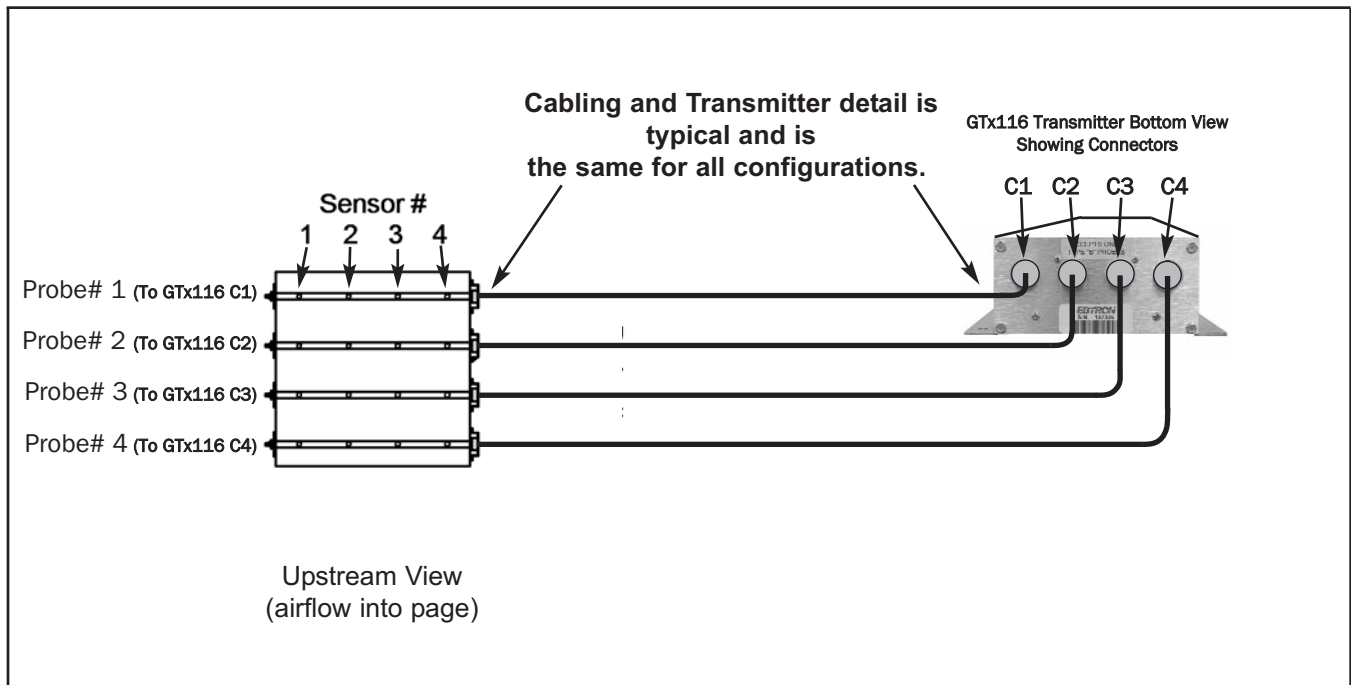 Cabling and Transmitter detail is
typical and is
the same for all configurations.
GTx116 Transmitter Bottom View
Showing Connectors
C1 C2 C3 C4
Sensor #
1 2 3 4
Probe# 1 (To GTx116 C1)
Probe# 2 (To GTx116 C2)
Probe# 3 (To GTx116 C3)
Probe# 4 (To GTx116 C4)
EBTRON
Upstream View
(airflow into page)